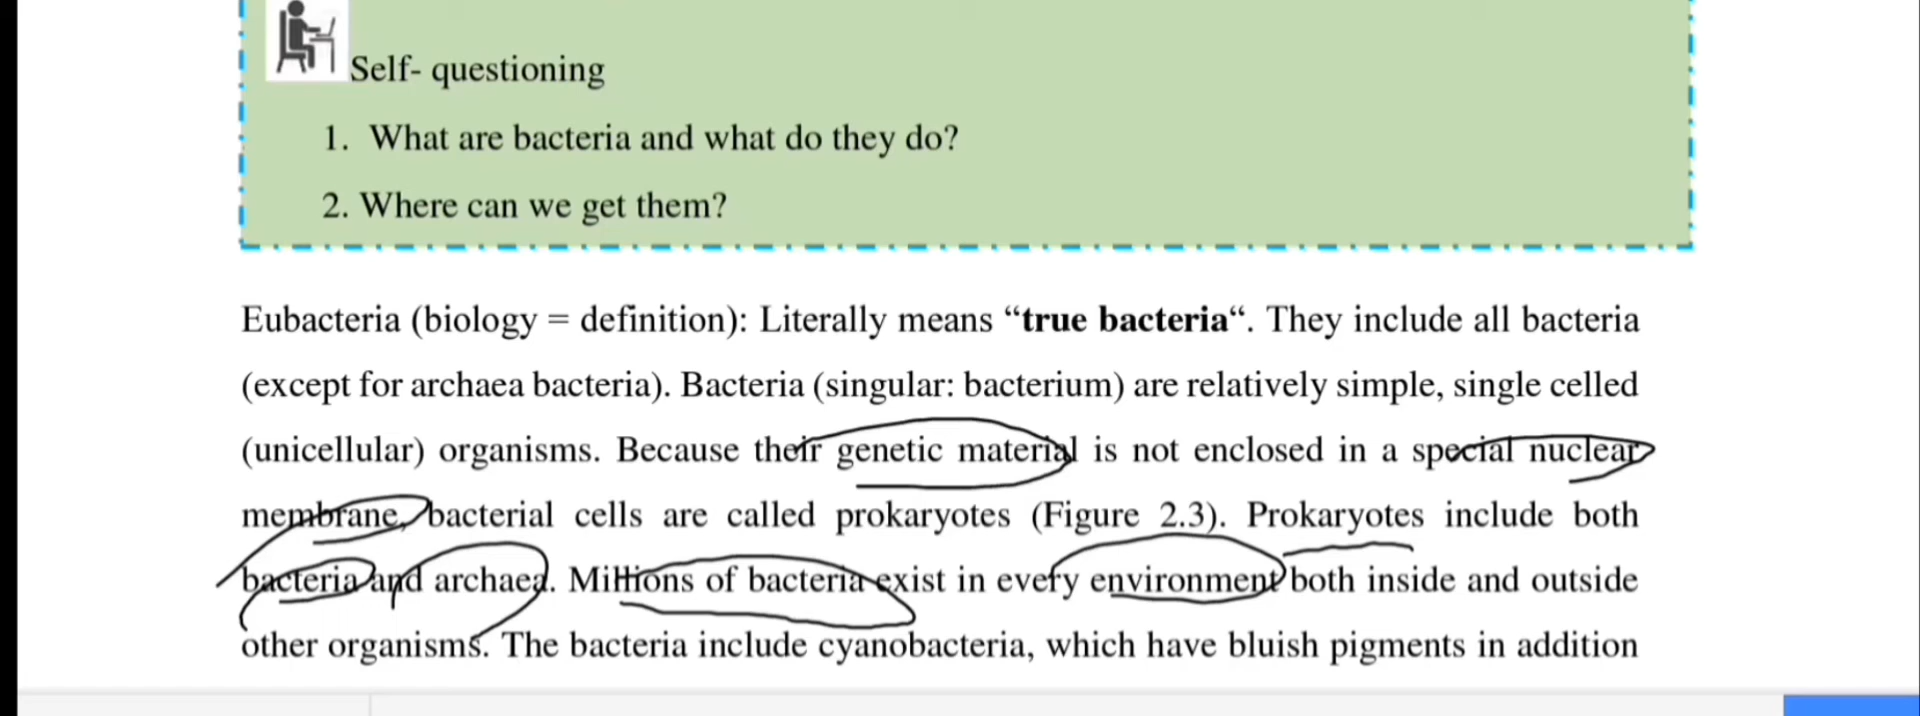 Self- questioning
1. What are bacteria and what do they do?
2. Where can we get them?
Eubacteria (biology = definition): Literally means “true bacteria“. They include all bacteria
(except for archaea bacteria). Bacteria (singular: bacterium) are relatively simple, single celled
(unicellular) organisms. Because their genetic material is not enclosed in a special nuclear
membrane, bacterial cells are called prokaryotes (Figure 2.3). Prokaryotes include both
bacteria and archaea. Millions of bacteria exist in every environment both inside and outside
other organisms. The bacteria include cyanobacteria, which have bluish pigments in addition